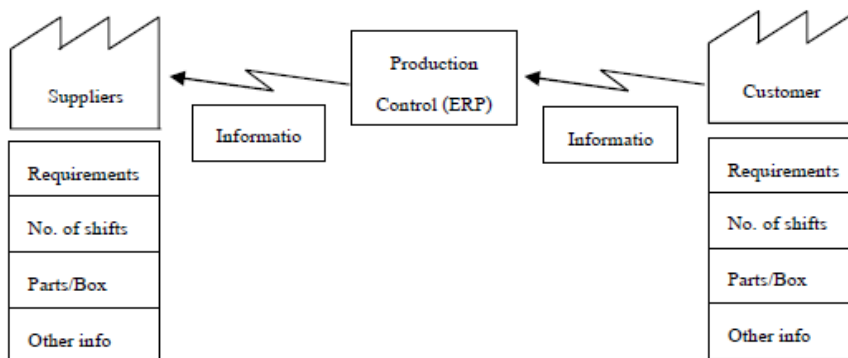 Suppliers
Production
Control (ERP)
Customer
Informatio
Informatio
Requirements
No. of shifts
Parts/Box
Other info
Requirements
No. of shifts
Parts/Box
Other info